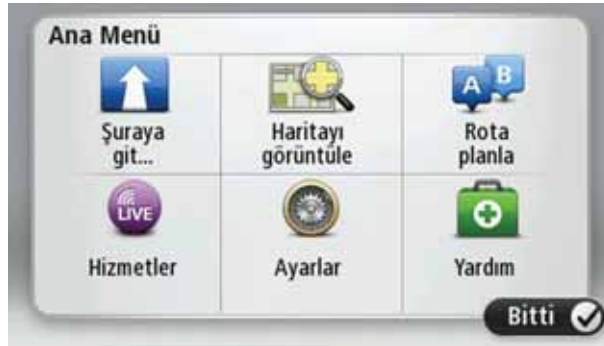 Ana Menü
Şuraya
git...
Haritayı
görüntüle
A B
Rota
planla
LIVE
Hizmetler
Ayarlar
Yardım
Bitti